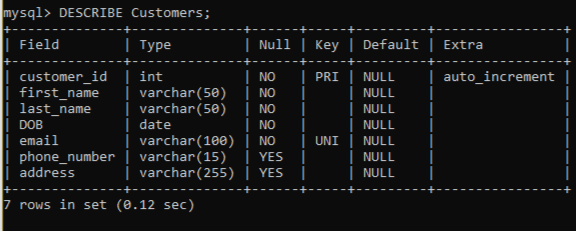 mysql> DESCRIBE Customers;
+--------------+--------------+------+-----+---------+----------------+
| Field        | Type         | Null | Key | Default | Extra          |
+--------------+--------------+------+-----+---------+----------------+
| customer_id  | int          | NO   | PRI | NULL    | auto_increment |
| first_name   | varchar(50)  | NO   |     | NULL    |                |
| last_name    | varchar(50)  | NO   |     | NULL    |                |
| DOB          | date         | NO   |     | NULL    |                |
| email        | varchar(100) | NO   | UNI | NULL    |                |
| phone_number | varchar(15)  | YES  |     | NULL    |                |
| address      | varchar(255) | YES  |     | NULL    |                |
+--------------+--------------+------+-----+---------+----------------+
7 rows in set (0.12 sec)